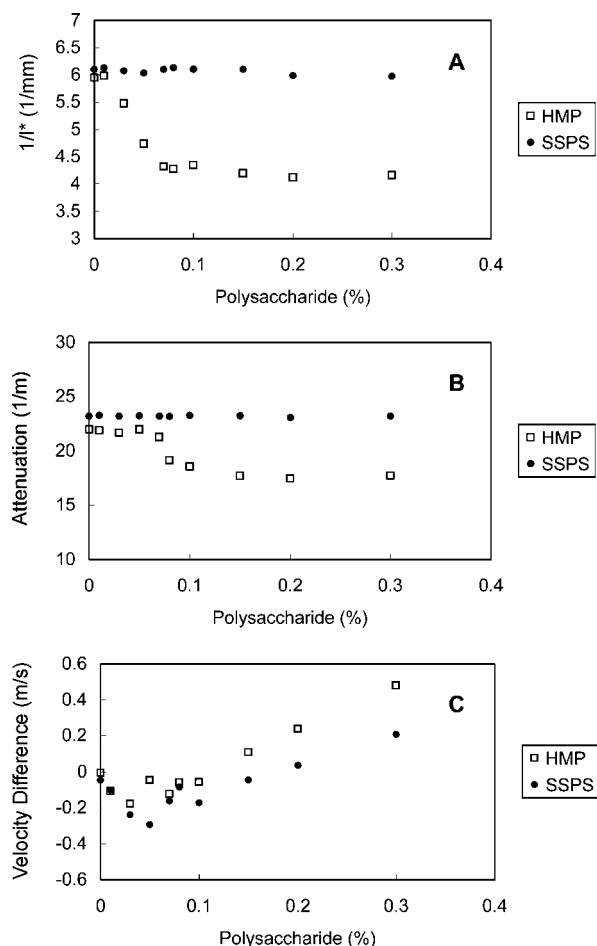 6.5
6
5.5
5
4.5
4
3.5
3
1/l* (1/mm)
A
0 0.1 0.2 0.3 0.4
Polysaccharide (%)
HMP
SSPS
30
25
20
15
10
Attenuation (1/m)
B
0 0.1 0.2 0.3 0.4
Polysaccharide (%)
HMP
SSPS
0.6
0.4
0.2
0
-0.2
-0.4
-0.6
Velocity Difference (m/s)
C
0 0.1 0.2 0.3 0.4
Polysaccharide (%)
HMP
SSPS